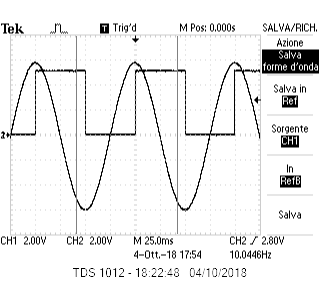 Tek T Trig'd M Pos: 0.000s SALVA/RICH.
Azione
Salva
forme d'onda
Salva in
Ref
Sorgente
CH1
In
RefB
Salva
2
CH1 2.00V CH2 2.00V M 25.0ms CH2 / 2.80V
4-Ott.-18 17:54 10.0446Hz
TDS 1012 - 18:22:48 04/10/2018